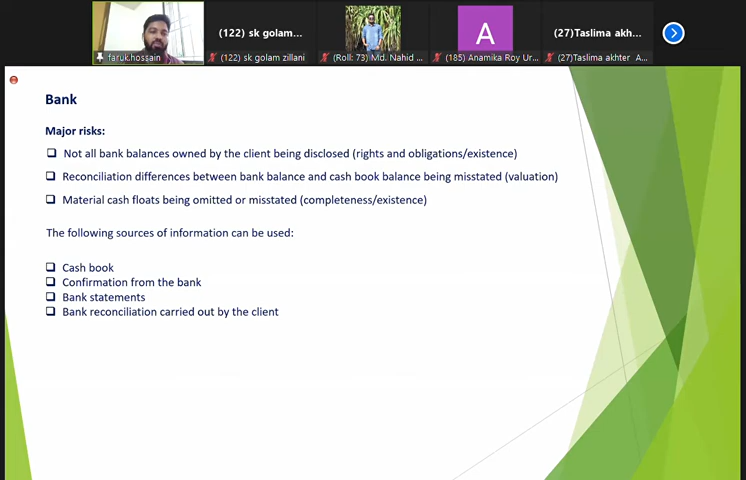 (122) sk golam...
A
(27)Taslima akh...
faruk.hossain
(122) sk golam zillani
(Roll: 73) Md. Nahid ...
(185) Anamika Roy Ur...
(27)Taslima akhter A...
Bank
Major risks:
Not all bank balances owned by the client being disclosed (rights and obligations/existence)
Reconciliation differences between bank balance and cash book balance being misstated (valuation)
Material cash floats being omitted or misstated (completeness/existence)
The following sources of information can be used:
Cash book
Confirmation from the bank
Bank statements
Bank reconciliation carried out by the client